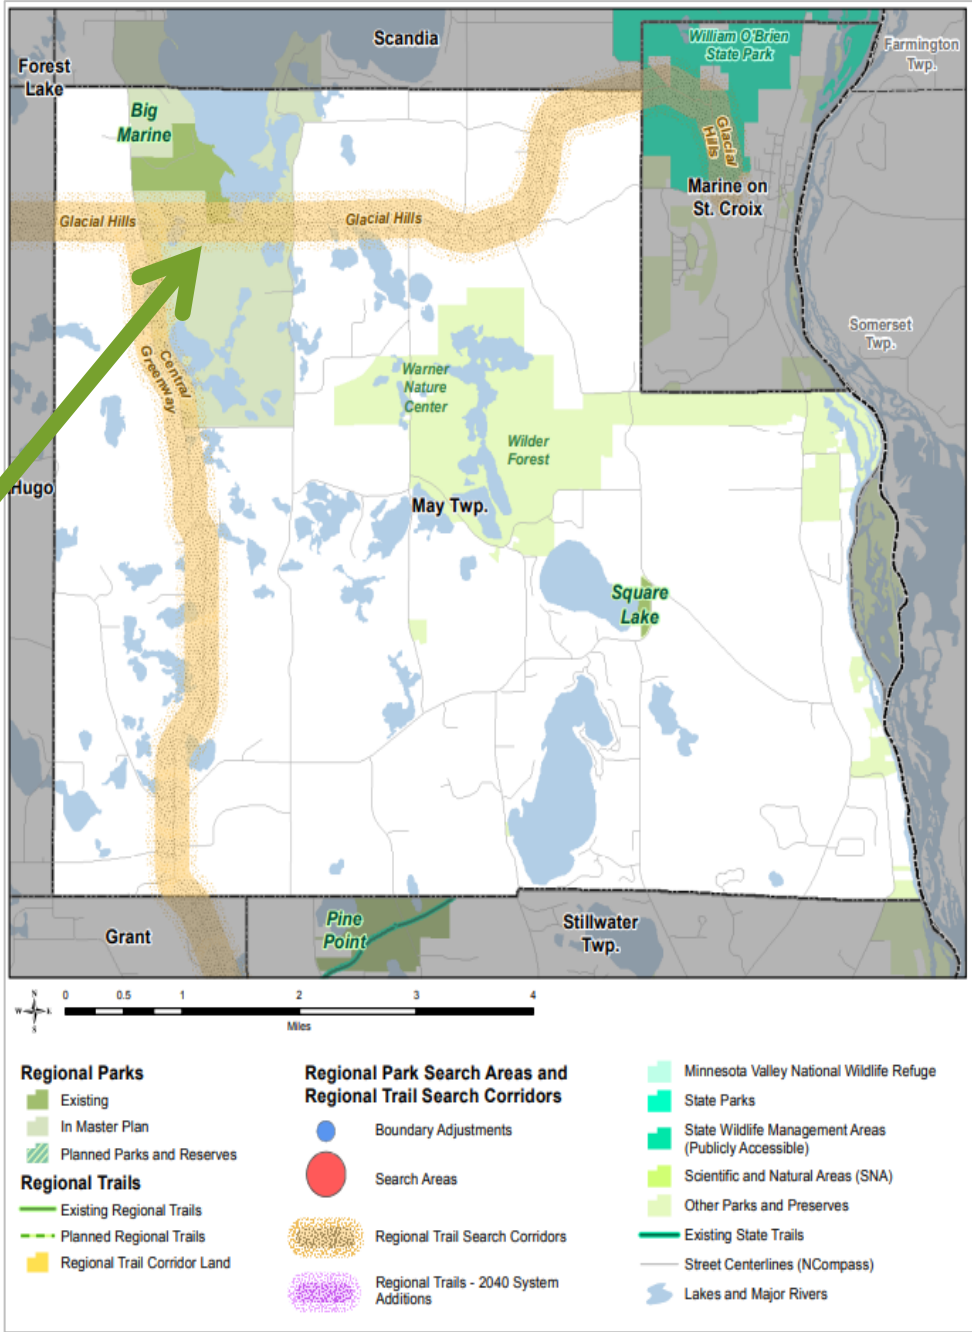 Scandia
William O'Brien
State Park
Farmington
Twp.
Forest
Lake
Big
Marine
Glacial
Hills
Marine on
St. Croix
Glacial Hills
Glacial Hills
Somerset
Twp.
Central
Greenway
Warner
Nature
Center
Wilder
Forest
Hugo
May Twp.
Square
Lake
Pine
Point
Grant
Stillwater
Twp.
N
W E
S
0 0.5 1 2 3 4
Miles
Regional Parks
Existing
In Master Plan
Planned Parks and Reserves
Regional Trails
Existing Regional Trails
Planned Regional Trails
Regional Trail Corridor Land
Regional Park Search Areas and
Regional Trail Search Corridors
Boundary Adjustments
Search Areas
Regional Trail Search Corridors
Regional Trails - 2040 System
Additions
Minnesota Valley National Wildlife Refuge
State Parks
State Wildlife Management Areas
(Publicly Accessible)
Scientific and Natural Areas (SNA)
Other Parks and Preserves
Existing State Trails
Street Centerlines (NCompass)
Lakes and Major Rivers